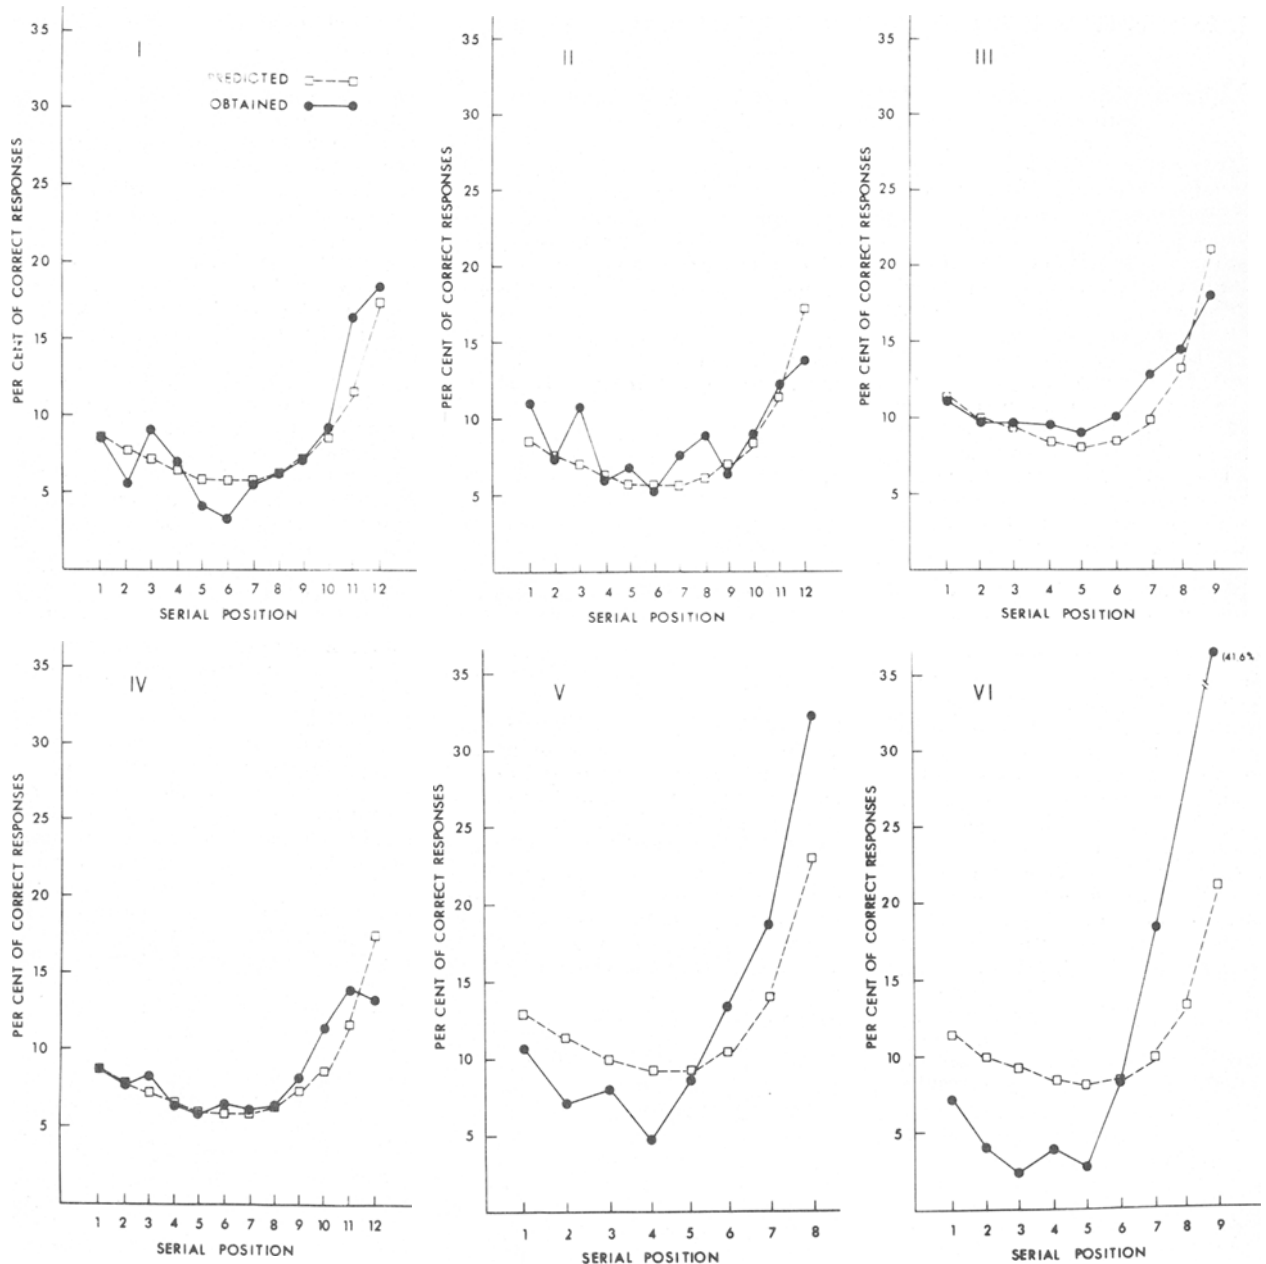 I
PREDICTED
OBTAINED
PER CENT OF CORRECT RESPONSES
35
30
25
20
15
10
5
1 2 3 4 5 6 7 8 9 10 11 12
SERIAL POSITION
II
PER CENT OF CORRECT RESPONSES
35
30
25
20
15
10
5
1 2 3 4 5 6 7 8 9 10 11 12
SERIAL POSITION
III
PER CENT OF CORRECT RESPONSES
35
30
25
20
15
10
5
1 2 3 4 5 6 7 8 9
SERIAL POSITION
IV
PER CENT OF CORRECT RESPONSES
35
30
25
20
15
10
5
1 2 3 4 5 6 7 8 9 10 11 12
SERIAL POSITION
V
PER CENT OF CORRECT RESPONSES
35
30
25
20
15
10
5
1 2 3 4 5 6 7 8
SERIAL POSITION
VI
(41.6%
PER CENT OF CORRECT RESPONSES
35
30
25
20
15
10
5
1 2 3 4 5 6 7 8 9
SERIAL POSITION